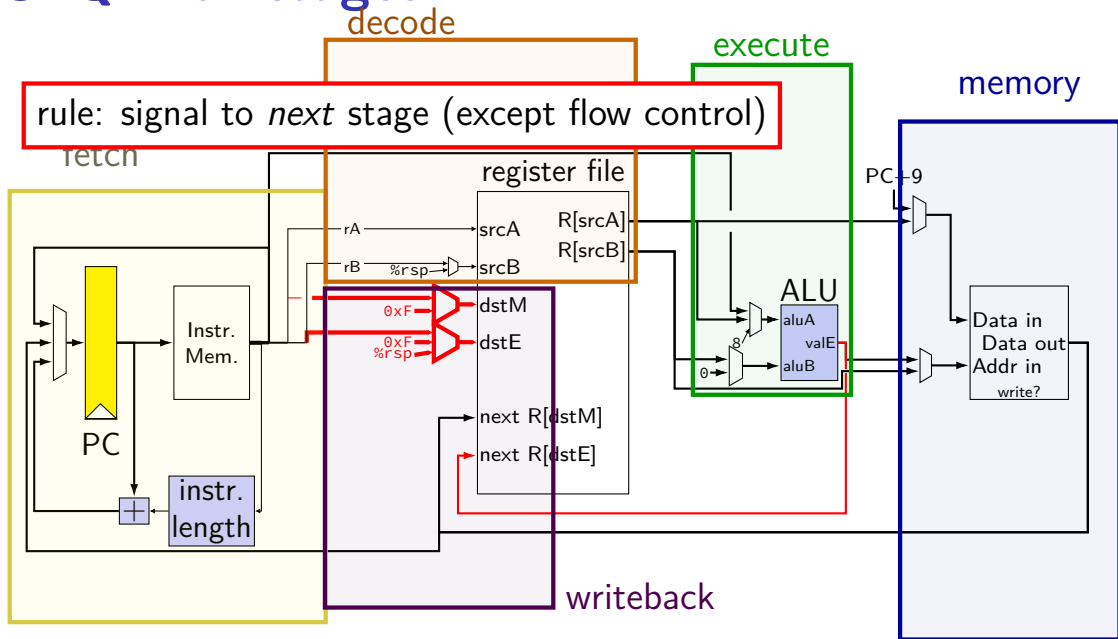 decode
execute
memory
rule: signal to next stage (except flow control)
fetch
register file
PC+9
rA
srcA
R[srcA]
R[srcB]
rB
%rsp
srcB
ALU
0xF
dstM
aluA
valE
aluB
8
0
0xF
%rsp
dstE
Instr.
Mem.
Data in
Data out
Addr in
write?
PC
next R[dstM]
next R[dstE]
+
instr.
length
writeback